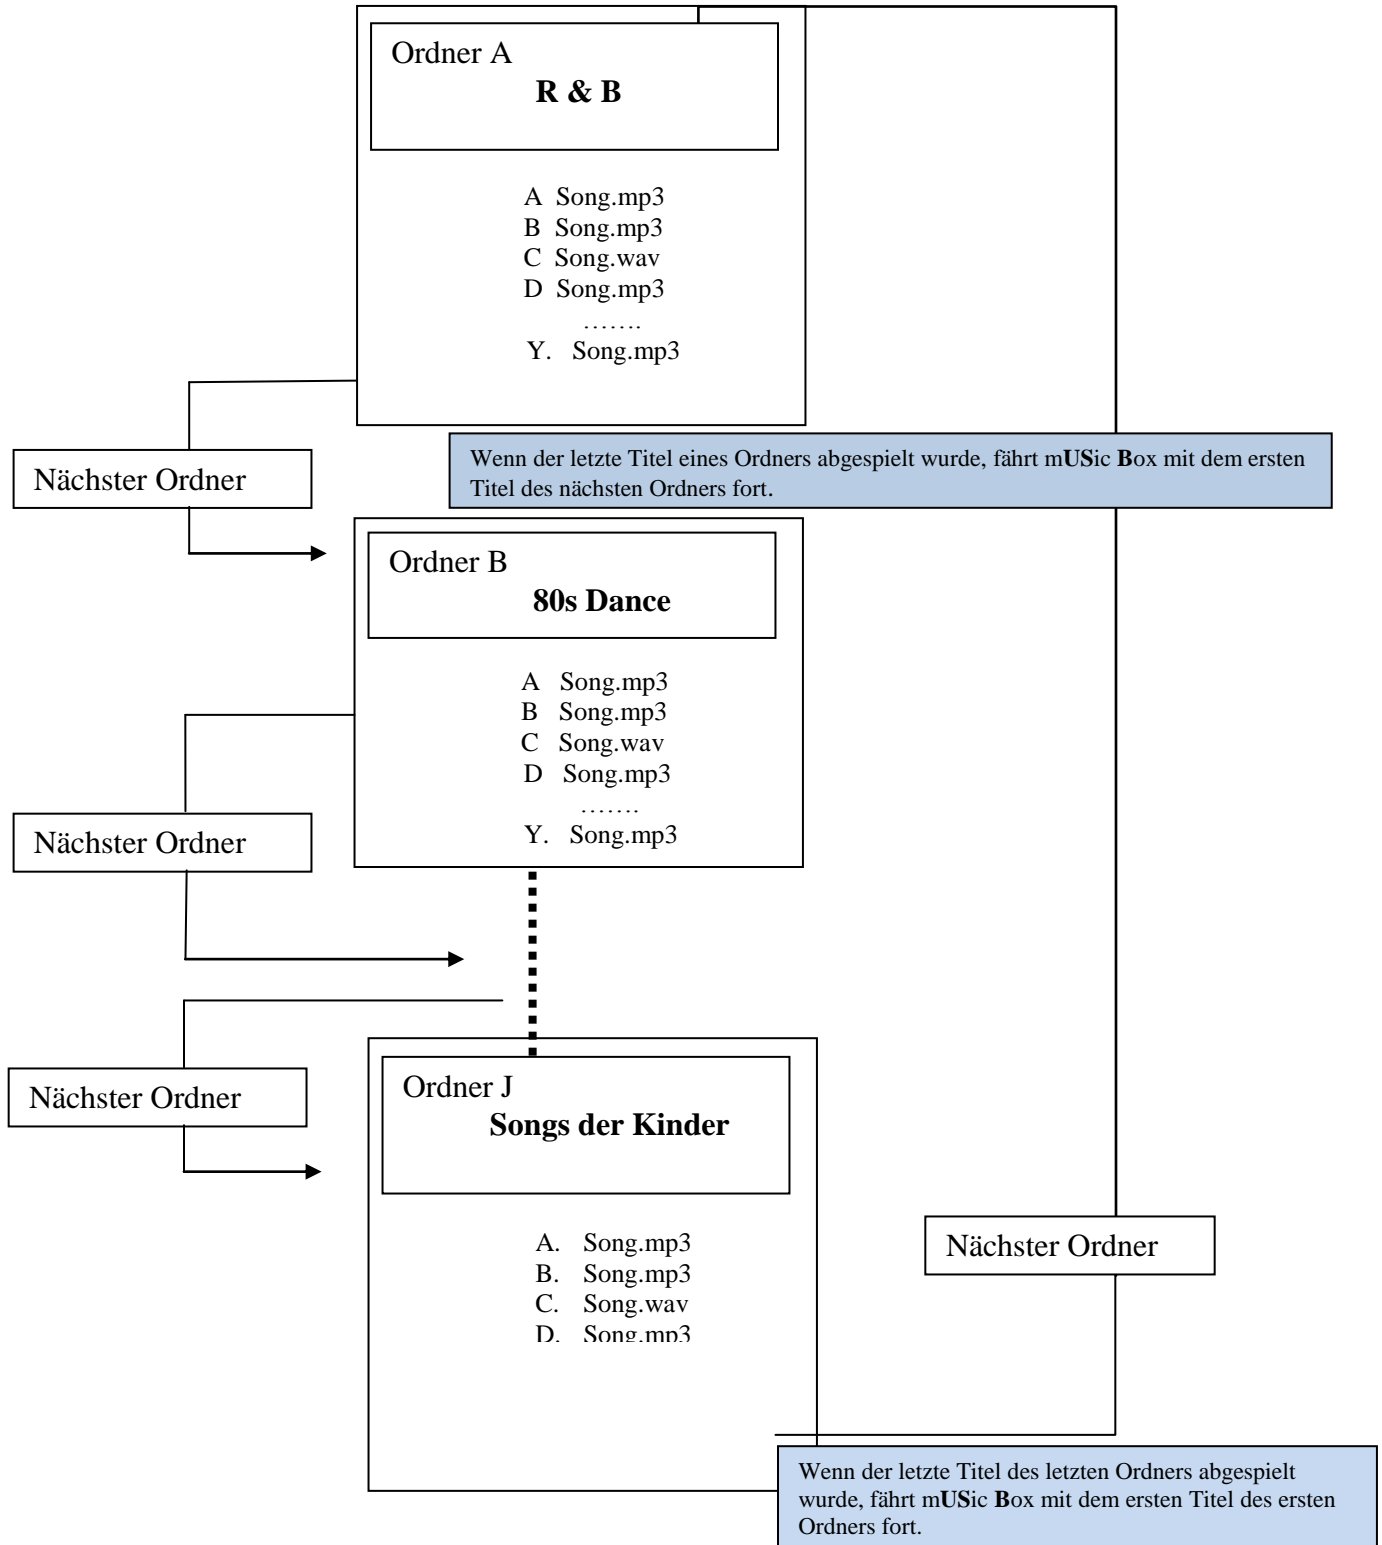 Ordner A
R & B
A Song.mp3
B Song.mp3
C Song.wav
D Song.mp3
…….
Y. Song.mp3
Nächster Ordner
Wenn der letzte Titel eines Ordners abgespielt wurde, fährt mUSic Box mit dem ersten
Titel des nächsten Ordners fort.
Ordner B
80s Dance
A Song.mp3
B Song.mp3
C Song.wav
D Song.mp3
…….
Y. Song.mp3
Nächster Ordner
Nächster Ordner
Ordner J
Songs der Kinder
A. Song.mp3
B. Song.mp3
C. Song.wav
D. Song.mp3
Nächster Ordner
Wenn der letzte Titel des letzten Ordners abgespielt
wurde, fährt mUSic Box mit dem ersten Titel des ersten
Ordners fort.